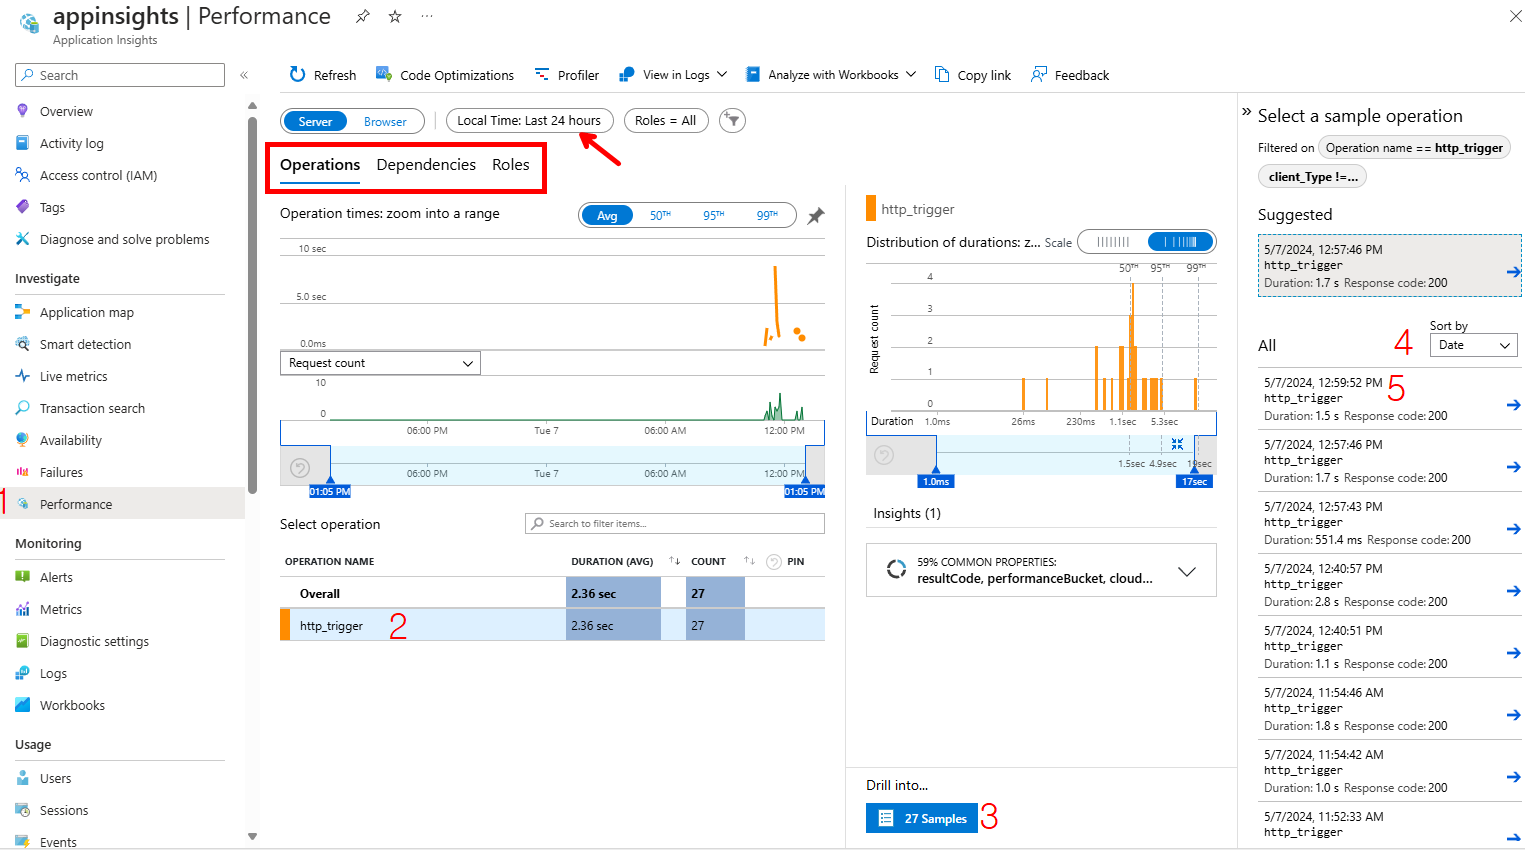 appinsights | Performance
Application Insights
Search
Overview
Activity log
Access control (IAM)
Tags
Diagnose and solve problems
Investigate
Application map
Smart detection
Live metrics
Transaction search
Availability
Failures
1
Performance
Monitoring
Alerts
Metrics
Diagnostic settings
Logs
Workbooks
Usage
Users
Sessions
Events
Refresh
Code Optimizations
Profiler
View in Logs
Analyze with Workbooks
Copy link
Feedback
Server
Browser
Local Time: Last 24 hours
Roles = All
Operations
Dependencies
Roles
Operation times: zoom into a range
Avg
50TH
95TH
99TH
10 sec
5.0 sec
0.0ms
Request count
10
0
06:00 PM
Tue 7
06:00 AM
12:00 PM
06:00 PM
Tue 7
06:00 AM
12:00 PM
01:05 PM
01:05 PM
Select operation
Search to filter items...
OPERATION NAME
DURATION (AVG)
COUNT
PIN
Overall
2.36 sec
27
http_trigger
2
2.36 sec
27
http_trigger
Distribution of durations: z...
Scale
50TH
95TH
99TH
Request count
4
3
2
1
0
Duration
1.0ms
26ms
230ms
1.1sec
5.3sec
1.5sec
4.9sec
19sec
1.0ms
17sec
Insights (1)
59% COMMON PROPERTIES:
resultCode, performanceBucket, cloud...
Drill into...
27 Samples
3
Select a sample operation
Filtered on
Operation name == http_trigger
client_Type !=...
Suggested
5/7/2024, 12:57:46 PM
http_trigger
Duration: 1.7 s Response code: 200
All
4
Sort by
Date
5/7/2024, 12:59:52 PM
5
http_trigger
Duration: 1.5 s Response code: 200
5/7/2024, 12:57:46 PM
http_trigger
Duration: 1.7 s Response code: 200
5/7/2024, 12:57:43 PM
http_trigger
Duration: 551.4 ms Response code: 200
5/7/2024, 12:40:57 PM
http_trigger
Duration: 2.8 s Response code: 200
5/7/2024, 12:40:51 PM
http_trigger
Duration: 1.1 s Response code: 200
5/7/2024, 11:54:46 AM
http_trigger
Duration: 1.8 s Response code: 200
5/7/2024, 11:54:42 AM
http_trigger
Duration: 1.0 s Response code: 200
5/7/2024, 11:52:33 AM
http_trigger